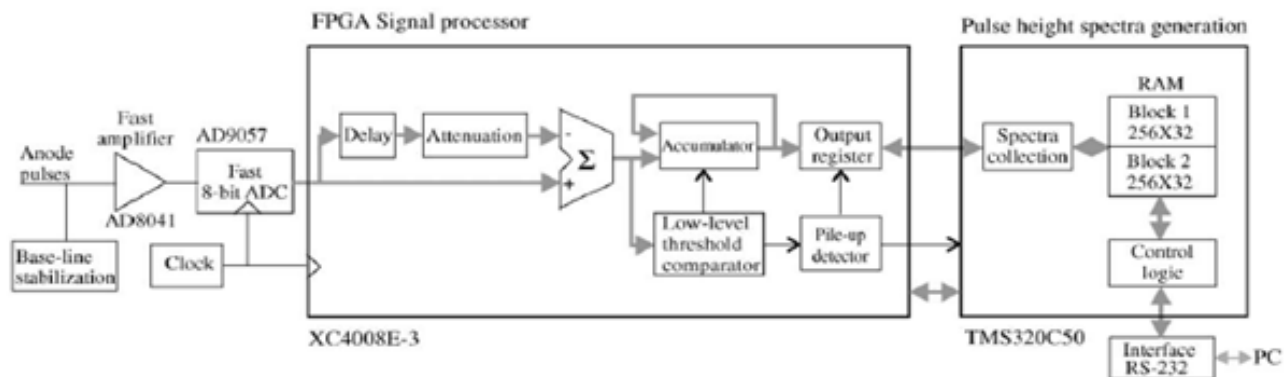 FPGA Signal processor
Pulse height spectra generation
Fast
amplifier
AD9057
Anode
pulses
Fast
8-bit ADC
AD8041
Base-line
stabilization
Clock
Delay
Attenuation
-
+
Σ
Accumulator
Output
register
Low-level
threshold
comparator
Pile-up
detector
XC4008E-3
Spectra
collection
RAM
Block 1
256X32
Block 2
256X32
Control
logic
TMS320C50
Interface
RS-232
PC